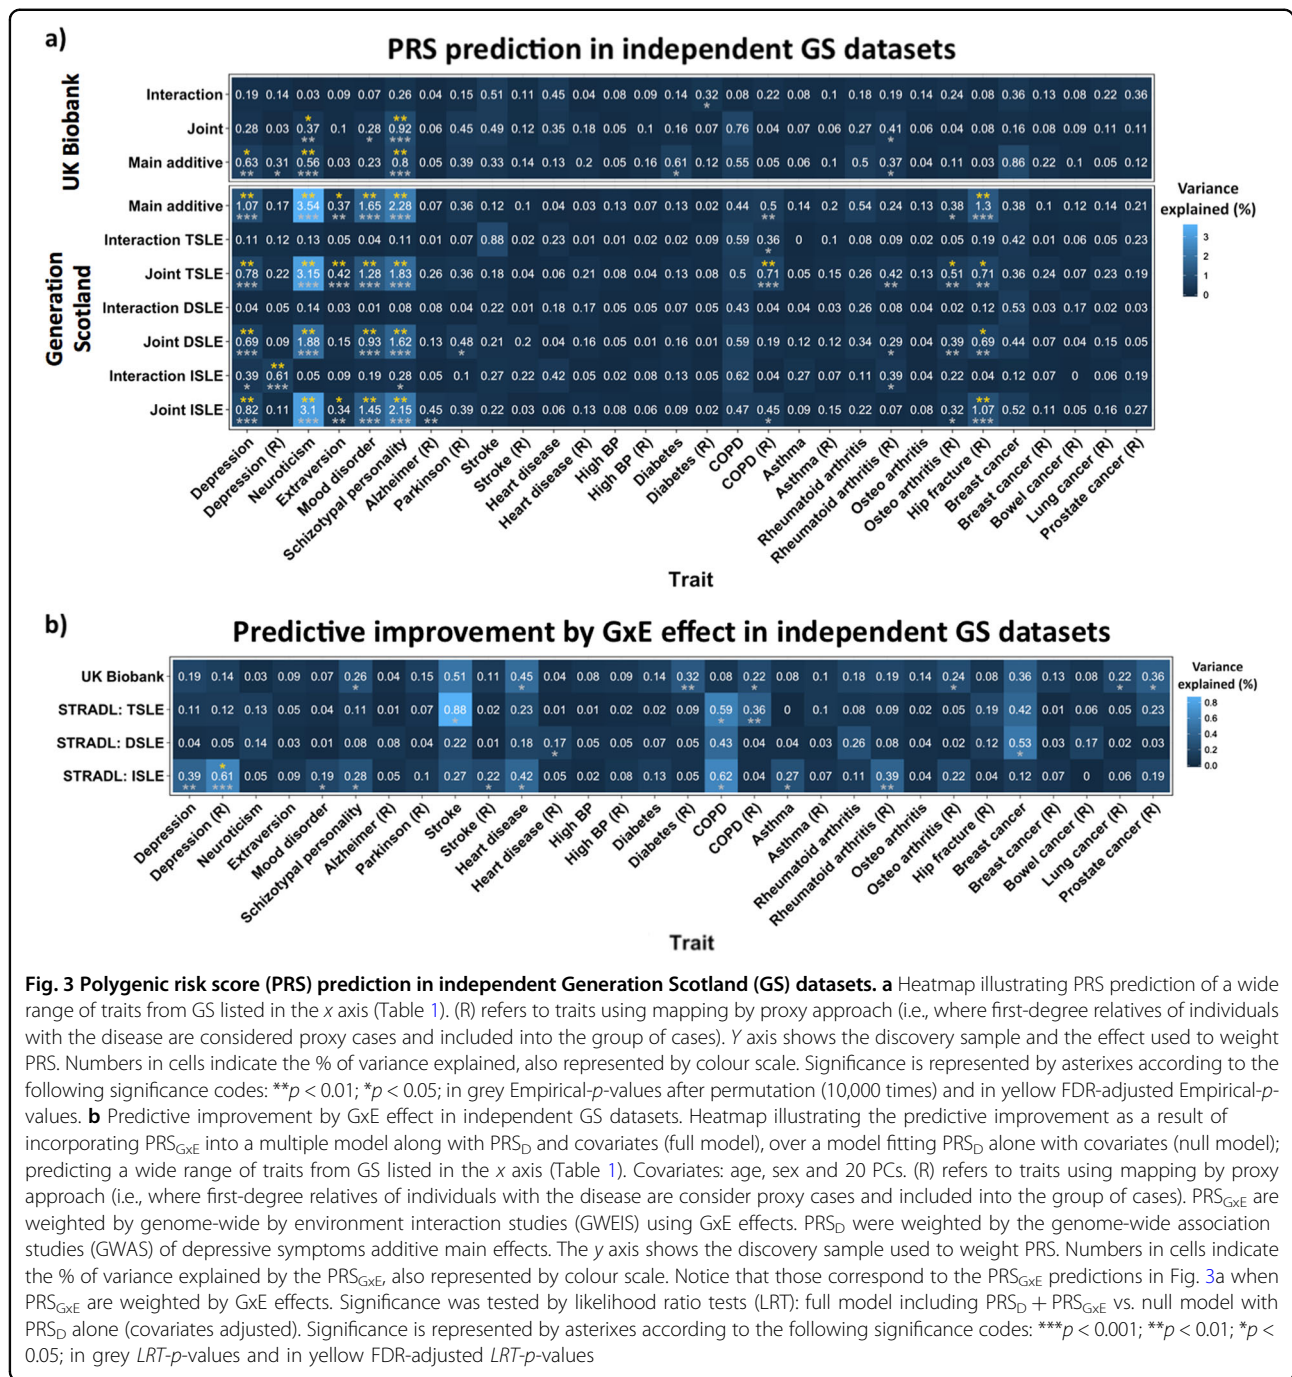 a)
PRS prediction in independent GS datasets
UK Biobank
Interaction 0.19 0.14 0.03 0.09 0.07 0.26 0.04 0.15 0.51 0.11 0.45 0.04 0.08 0.09 0.14 0.32 0.08 0.22 0.08 0.1 0.18 0.19 0.14 0.24 0.08 0.36 0.13 0.08 0.22 0.36
*
* **
Joint 0.28 0.03 0.37 0.1 0.28 0.92 0.06 0.45 0.49 0.12 0.35 0.18 0.05 0.1 0.16 0.07 0.76 0.04 0.07 0.06 0.27 0.41 0.06 0.04 0.08 0.16 0.08 0.09 0.11 0.11
** * *** *
* ** **
Main additive 0.63 0.31 0.56 0.03 0.23 0.8 0.05 0.39 0.33 0.14 0.13 0.2 0.05 0.16 0.61 0.12 0.55 0.05 0.06 0.1 0.5 0.37 0.04 0.11 0.03 0.86 0.22 0.1 0.05 0.12
*** * *** *** * *
Generation Scotland
** ** * ** ** **
Main additive 1.07 0.17 3.54 0.37 1.65 2.28 0.07 0.36 0.12 0.1 0.04 0.03 0.13 0.07 0.13 0.02 0.44 0.5 0.14 0.2 0.54 0.24 0.13 0.38 1.3 0.38 0.1 0.12 0.14 0.21
*** *** ** *** *** ** * ***
Interaction TSLE 0.11 0.12 0.13 0.05 0.04 0.11 0.01 0.07 0.88 0.02 0.23 0.01 0.01 0.02 0.02 0.09 0.59 0.36 0 0.1 0.08 0.09 0.02 0.05 0.19 0.42 0.01 0.06 0.05 0.23
*
** ** ** ** ** ** * *
Joint TSLE 0.78 0.22 3.15 0.42 1.28 1.83 0.26 0.36 0.18 0.04 0.06 0.21 0.08 0.04 0.13 0.08 0.5 0.71 0.05 0.15 0.26 0.42 0.13 0.51 0.71 0.36 0.24 0.07 0.23 0.19
*** *** *** *** *** *** ** ** **
Interaction DSLE 0.04 0.05 0.14 0.03 0.01 0.08 0.08 0.04 0.22 0.01 0.18 0.17 0.05 0.05 0.07 0.05 0.43 0.04 0.04 0.03 0.26 0.08 0.04 0.02 0.12 0.53 0.03 0.17 0.02 0.03
** ** ** ** *
Joint DSLE 0.69 0.09 1.88 0.15 0.93 1.62 0.13 0.48 0.21 0.2 0.04 0.16 0.05 0.01 0.16 0.01 0.59 0.19 0.12 0.12 0.34 0.29 0.04 0.39 0.69 0.44 0.07 0.04 0.15 0.05
*** *** *** *** * * ** **
**
Interaction ISLE 0.39 0.61 0.05 0.09 0.19 0.28 0.05 0.1 0.27 0.22 0.42 0.05 0.02 0.08 0.13 0.05 0.62 0.04 0.27 0.07 0.11 0.39 0.04 0.22 0.04 0.12 0.07 0 0.06 0.19
* *** * *
** ** * ** ** **
Joint ISLE 0.82 0.11 3.1 0.34 1.45 2.15 0.45 0.39 0.22 0.03 0.06 0.13 0.08 0.06 0.09 0.02 0.47 0.45 0.09 0.15 0.22 0.07 0.08 0.32 1.07 0.52 0.11 0.05 0.16 0.27
*** *** ** *** *** ** * * ***
Variance
explained (%)
3
2
1
0
Depression
Depression (R)
Neuroticism
Extraversion
Mood disorder
Schizotypal personality
Alzheimer (R)
Parkinson (R)
Stroke
Stroke (R)
Heart disease
Heart disease (R)
High BP
High BP (R)
Diabetes
Diabetes (R)
COPD
COPD (R)
Asthma
Asthma (R)
Rheumatoid arthritis
Rheumatoid arthritis (R)
Osteo arthritis
Osteo arthritis (R)
Hip fracture (R)
Breast cancer
Breast cancer (R)
Bowel cancer (R)
Lung cancer (R)
Prostate cancer (R)
Trait
b)
Predictive improvement by GxE effect in independent GS datasets
UK Biobank 0.19 0.14 0.03 0.09 0.07 0.26 0.04 0.15 0.51 0.11 0.45 0.04 0.08 0.09 0.14 0.32 0.08 0.22 0.08 0.1 0.18 0.19 0.14 0.24 0.08 0.36 0.13 0.08 0.22 0.36
* * ** * * * *
STRADL: TSLE 0.11 0.12 0.13 0.05 0.04 0.11 0.01 0.07 0.88 0.02 0.23 0.01 0.01 0.02 0.02 0.09 0.59 0.36 0 0.1 0.08 0.09 0.02 0.05 0.19 0.42 0.01 0.06 0.05 0.23
* * **
STRADL: DSLE 0.04 0.05 0.14 0.03 0.01 0.08 0.08 0.04 0.22 0.01 0.18 0.17 0.05 0.05 0.07 0.05 0.43 0.04 0.04 0.03 0.26 0.08 0.04 0.02 0.12 0.53 0.03 0.17 0.02 0.03
* *
*
STRADL: ISLE 0.39 0.61 0.05 0.09 0.19 0.28 0.05 0.1 0.27 0.22 0.42 0.05 0.02 0.08 0.13 0.05 0.62 0.04 0.27 0.07 0.11 0.39 0.04 0.22 0.04 0.12 0.07 0 0.06 0.19
** *** * * * * * * **
Variance
explained (%)
0.8
0.6
0.4
0.2
0.0
Depression
Depression (R)
Neuroticism
Extraversion
Mood disorder
Schizotypal personality
Alzheimer (R)
Parkinson (R)
Stroke
Stroke (R)
Heart disease
Heart disease (R)
High BP
High BP (R)
Diabetes
Diabetes (R)
COPD
COPD (R)
Asthma
Asthma (R)
Rheumatoid arthritis
Rheumatoid arthritis (R)
Osteo arthritis
Osteo arthritis (R)
Hip fracture (R)
Breast cancer
Breast cancer (R)
Bowel cancer (R)
Lung cancer (R)
Prostate cancer (R)
Trait
Fig. 3 Polygenic risk score (PRS) prediction in independent Generation Scotland (GS) datasets. a Heatmap illustrating PRS prediction of a wide
range of traits from GS listed in the x axis (Table 1). (R) refers to traits using mapping by proxy approach (i.e., where first-degree relatives of individuals
with the disease are considered proxy cases and included into the group of cases). Y axis shows the discovery sample and the effect used to weight
PRS. Numbers in cells indicate the % of variance explained, also represented by colour scale. Significance is represented by asterixes according to the
following significance codes: **p < 0.01; *p < 0.05; in grey Empirical-p-values after permutation (10,000 times) and in yellow FDR-adjusted Empirical-p-
values. b Predictive improvement by GxE effect in independent GS datasets. Heatmap illustrating the predictive improvement as a result of
incorporating PRSGxE into a multiple model along with PRSD and covariates (full model), over a model fitting PRSD alone with covariates (null model);
predicting a wide range of traits from GS listed in the x axis (Table 1). Covariates: age, sex and 20 PCs. (R) refers to traits using mapping by proxy
approach (i.e., where first-degree relatives of individuals with the disease are consider proxy cases and included into the group of cases). PRSGxE are
weighted by genome-wide by environment interaction studies (GWEIS) using GxE effects. PRSD were weighted by the genome-wide association
studies (GWAS) of depressive symptoms additive main effects. The y axis shows the discovery sample used to weight PRS. Numbers in cells indicate
the % of variance explained by the PRSGxE, also represented by colour scale. Notice that those correspond to the PRSGxE predictions in Fig. 3a when
PRSGxE are weighted by GxE effects. Significance was tested by likelihood ratio tests (LRT): full model including PRSD + PRSGxE vs. null model with
PRSD alone (covariates adjusted). Significance is represented by asterixes according to the following significance codes: ***p < 0.001; **p < 0.01; *p <
0.05; in grey LRT-p-values and in yellow FDR-adjusted LRT-p-values